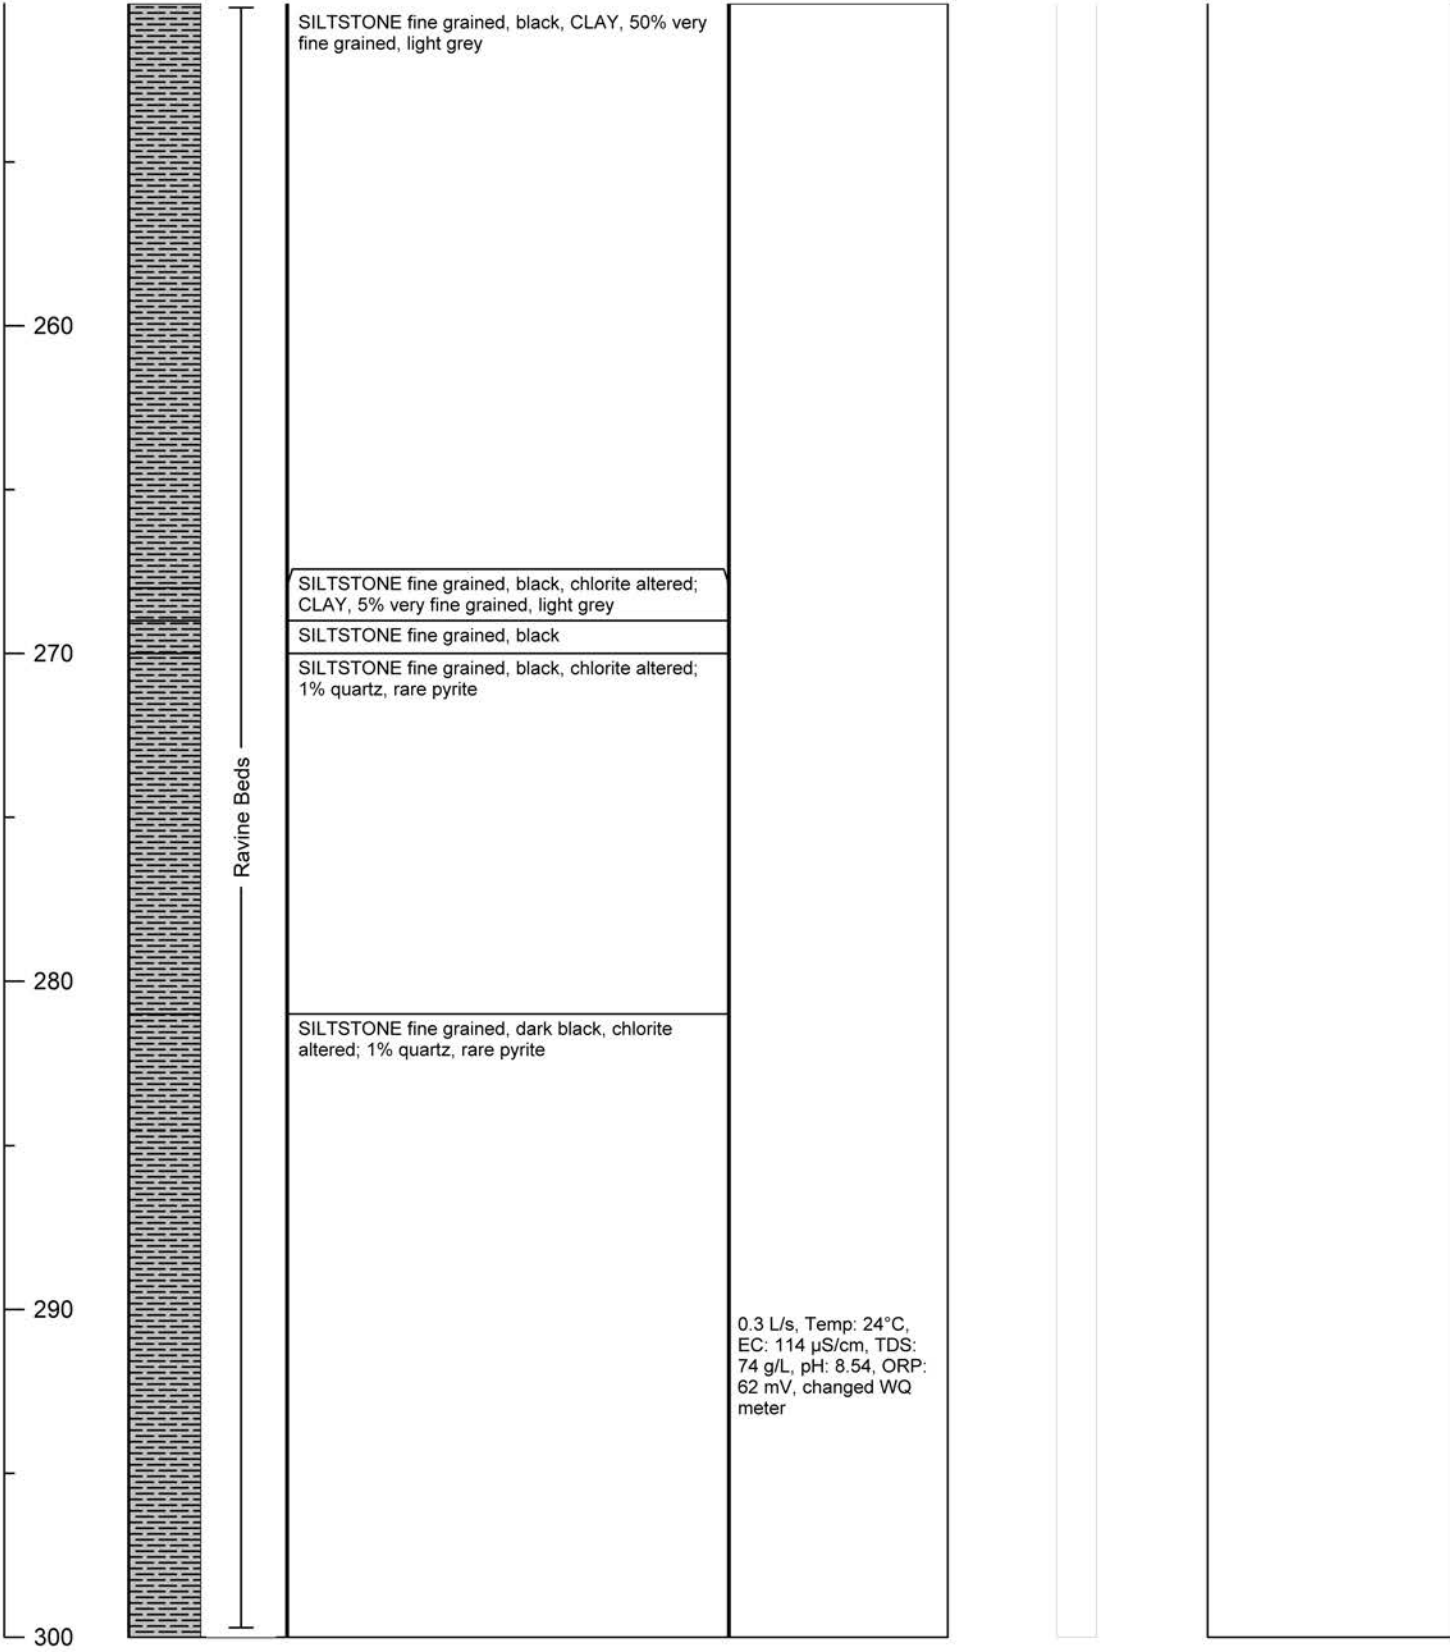 SILTSTONE fine grained, black, CLAY, 50% very
fine grained, light grey
260
SILTSTONE fine grained, black, chlorite altered;
CLAY, 5% very fine grained, light grey
SILTSTONE fine grained, black
270
SILTSTONE fine grained, black, chlorite altered;
1% quartz, rare pyrite
Ravine Beds
280
SILTSTONE fine grained, dark black, chlorite
altered; 1% quartz, rare pyrite
290
0.3 L/s, Temp: 24°C,
EC: 114 µS/cm, TDS:
74 g/L, pH: 8.54, ORP:
62 mV, changed WQ
meter
300